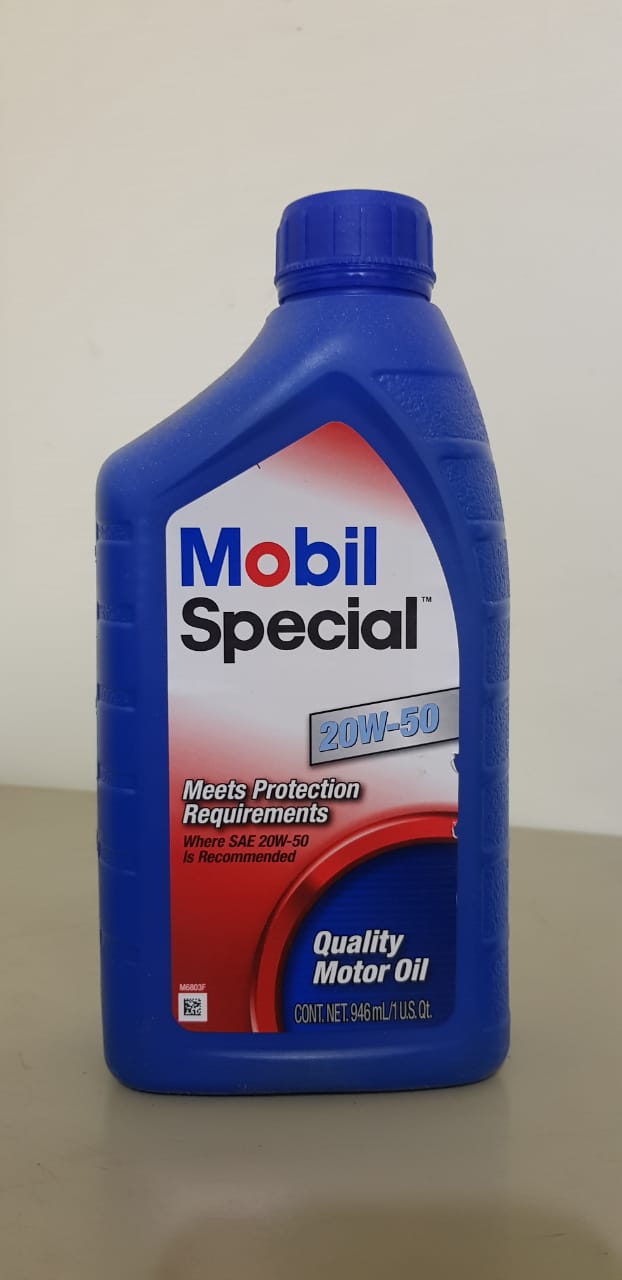 Mobil
Special™
20W-50
Meets Protection
Requirements
Where SAE 20W-50
Is Recommended
Quality
Motor Oil
M6803F
CONT. NET. 946 mL/1 U.S. Qt.